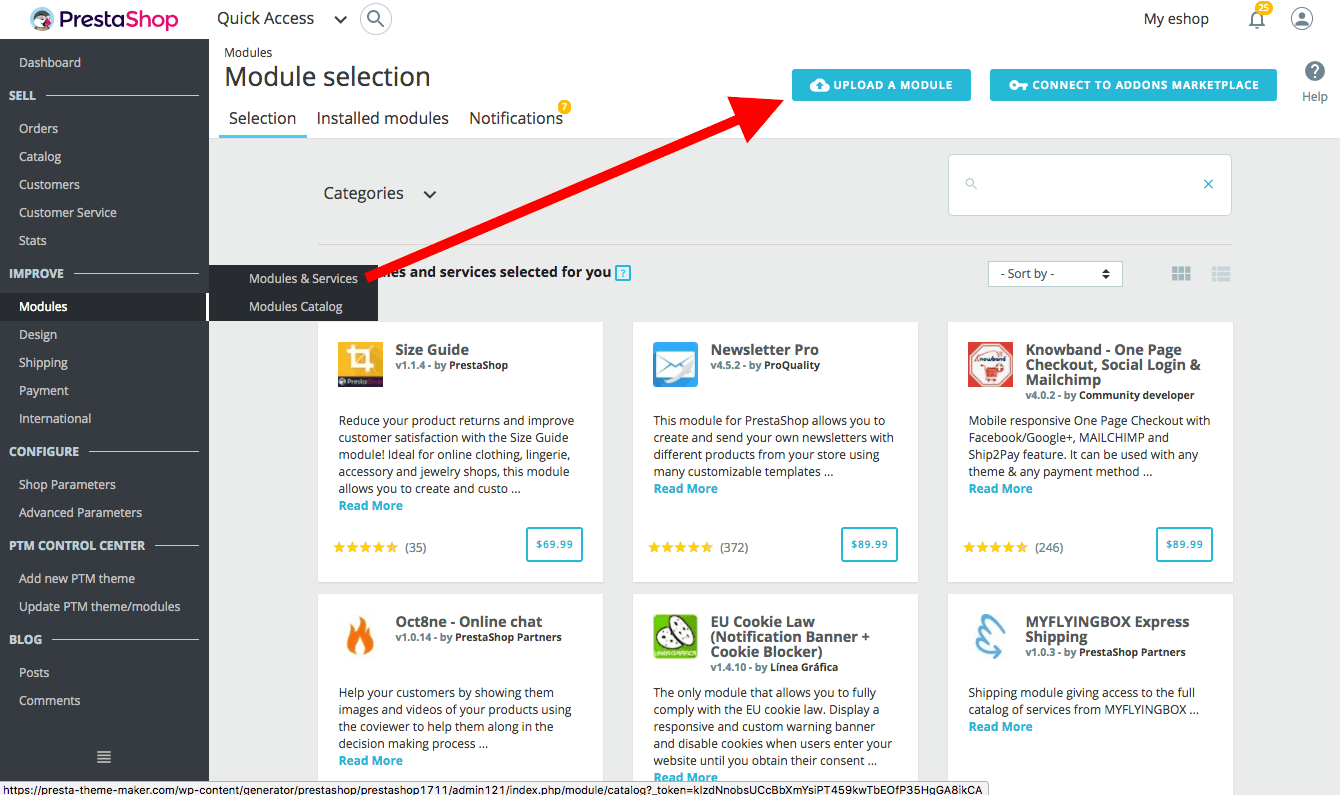 PrestaShop
Quick Access
My eshop
25
Dashboard
SELL
Orders
Catalog
Customers
Customer Service
Stats
IMPROVE
Modules
Design
Shipping
Payment
International
CONFIGURE
Shop Parameters
Advanced Parameters
PTM CONTROL CENTER
Add new PTM theme
Update PTM theme/modules
BLOG
Posts
Comments
Modules & Services
Modules Catalog
Modules
Module selection
UPLOAD A MODULE
CONNECT TO ADDONS MARKETPLACE
?
Help
Selection
Installed modules
Notifications
7
Categories
and services selected for you ?
- Sort by -
Size Guide
v1.1.4 - by PrestaShop
PrestaShop
Reduce your product returns and improve
customer satisfaction with the Size Guide
module! Ideal for online clothing, lingerie,
accessory and jewelry shops, this module
allows you to create and custo ...
Read More
(35)
$69.99
Newsletter Pro
v4.5.2 - by ProQuality
This module for PrestaShop allows you to
create and send your own newsletters with
different products from your store using
many customizable templates ...
Read More
(372)
$89.99
Knowband - One Page
Checkout, Social Login &
Mailchimp
v4.0.2 - by Community developer
Knowband
Mobile responsive One Page Checkout with
Facebook/Google+, MAILCHIMP and
Ship2Pay feature. It can be used with any
theme & any payment method ...
Read More
(246)
$89.99
Oct8ne - Online chat
v1.0.14 - by PrestaShop Partners
Help your customers by showing them
images and videos of your products using
the coviewer to help them along in the
decision making process ...
Read More
EU Cookie Law
(Notification Banner +
Cookie Blocker)
v1.4.10 - by Línea Gráfica
LINEA GRAFICA
The only module that allows you to fully
comply with the EU cookie law. Display a
responsive and custom warning banner
and disable cookies when users enter your
website until you obtain their consent ...
Read More
MYFLYINGBOX Express
Shipping
v1.0.3 - by PrestaShop Partners
Shipping module giving access to the full
catalog of services from MYFLYINGBOX ...
Read More
https://presta-theme-maker.com/wp-content/generator/prestashop/prestashop1711/admin121/index.php/module/catalog?_token=kIzdNnobsUCcBbXmYsiPT459kwTbEOfP35HgGA8ikCA